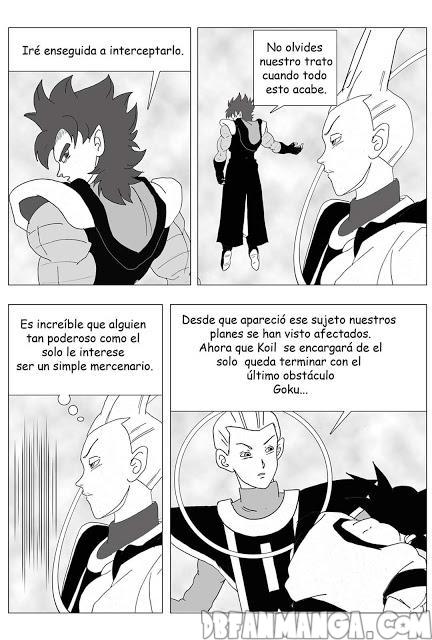 Iré enseguida a interceptarlo.
No olvides
nuestro trato
cuando todo
esto acabe.
Es increíble que alguien
tan poderoso como el
solo le interese
ser un simple mercenario.
Desde que apareció ese sujeto nuestros
planes se han visto afectados.
Ahora que Koil se encargará de el
solo queda terminar con el
último obstáculo
Goku...
DBFANMANGA.COM